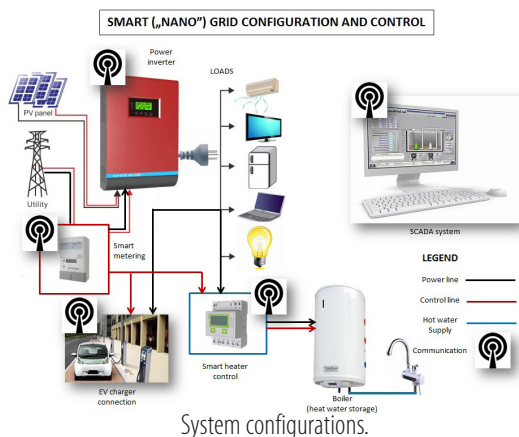 SMART („NANO”) GRID CONFIGURATION AND CONTROL
Power
inverter
LOADS
PV panel
Utility
Smart
metering
SCADA system
LEGEND
Power line
Control line
Hot water
Supply
Communication
EV charger
connection
Smart heater
control
Boiler
(heat water storage)
System configurations.